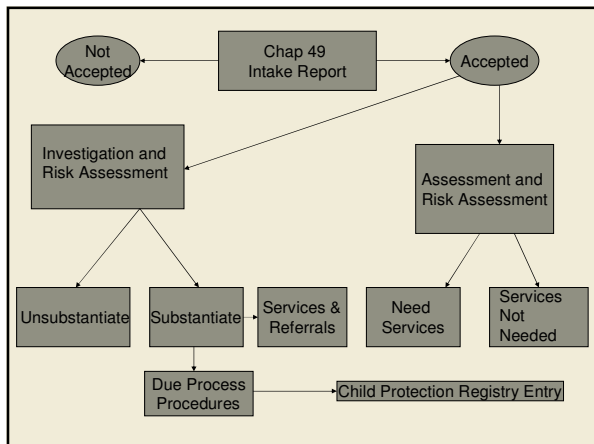 Not
Accepted
Chap 49
Intake Report
Accepted
Investigation and
Risk Assessment
Assessment and
Risk Assessment
Unsubstantiate
Substantiate
Services &
Referrals
Need
Services
Services
Not
Needed
Due Process
Procedures
Child Protection Registry Entry